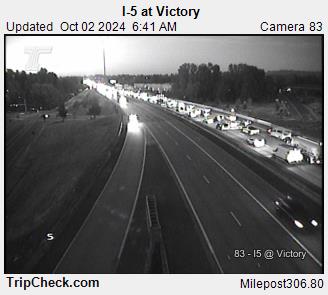 I-5 at Victory
Updated Oct 02 2024 6:41 AM Camera 83
T
S
83 - I5 @ Victory
TripCheck.com Milepost306.80